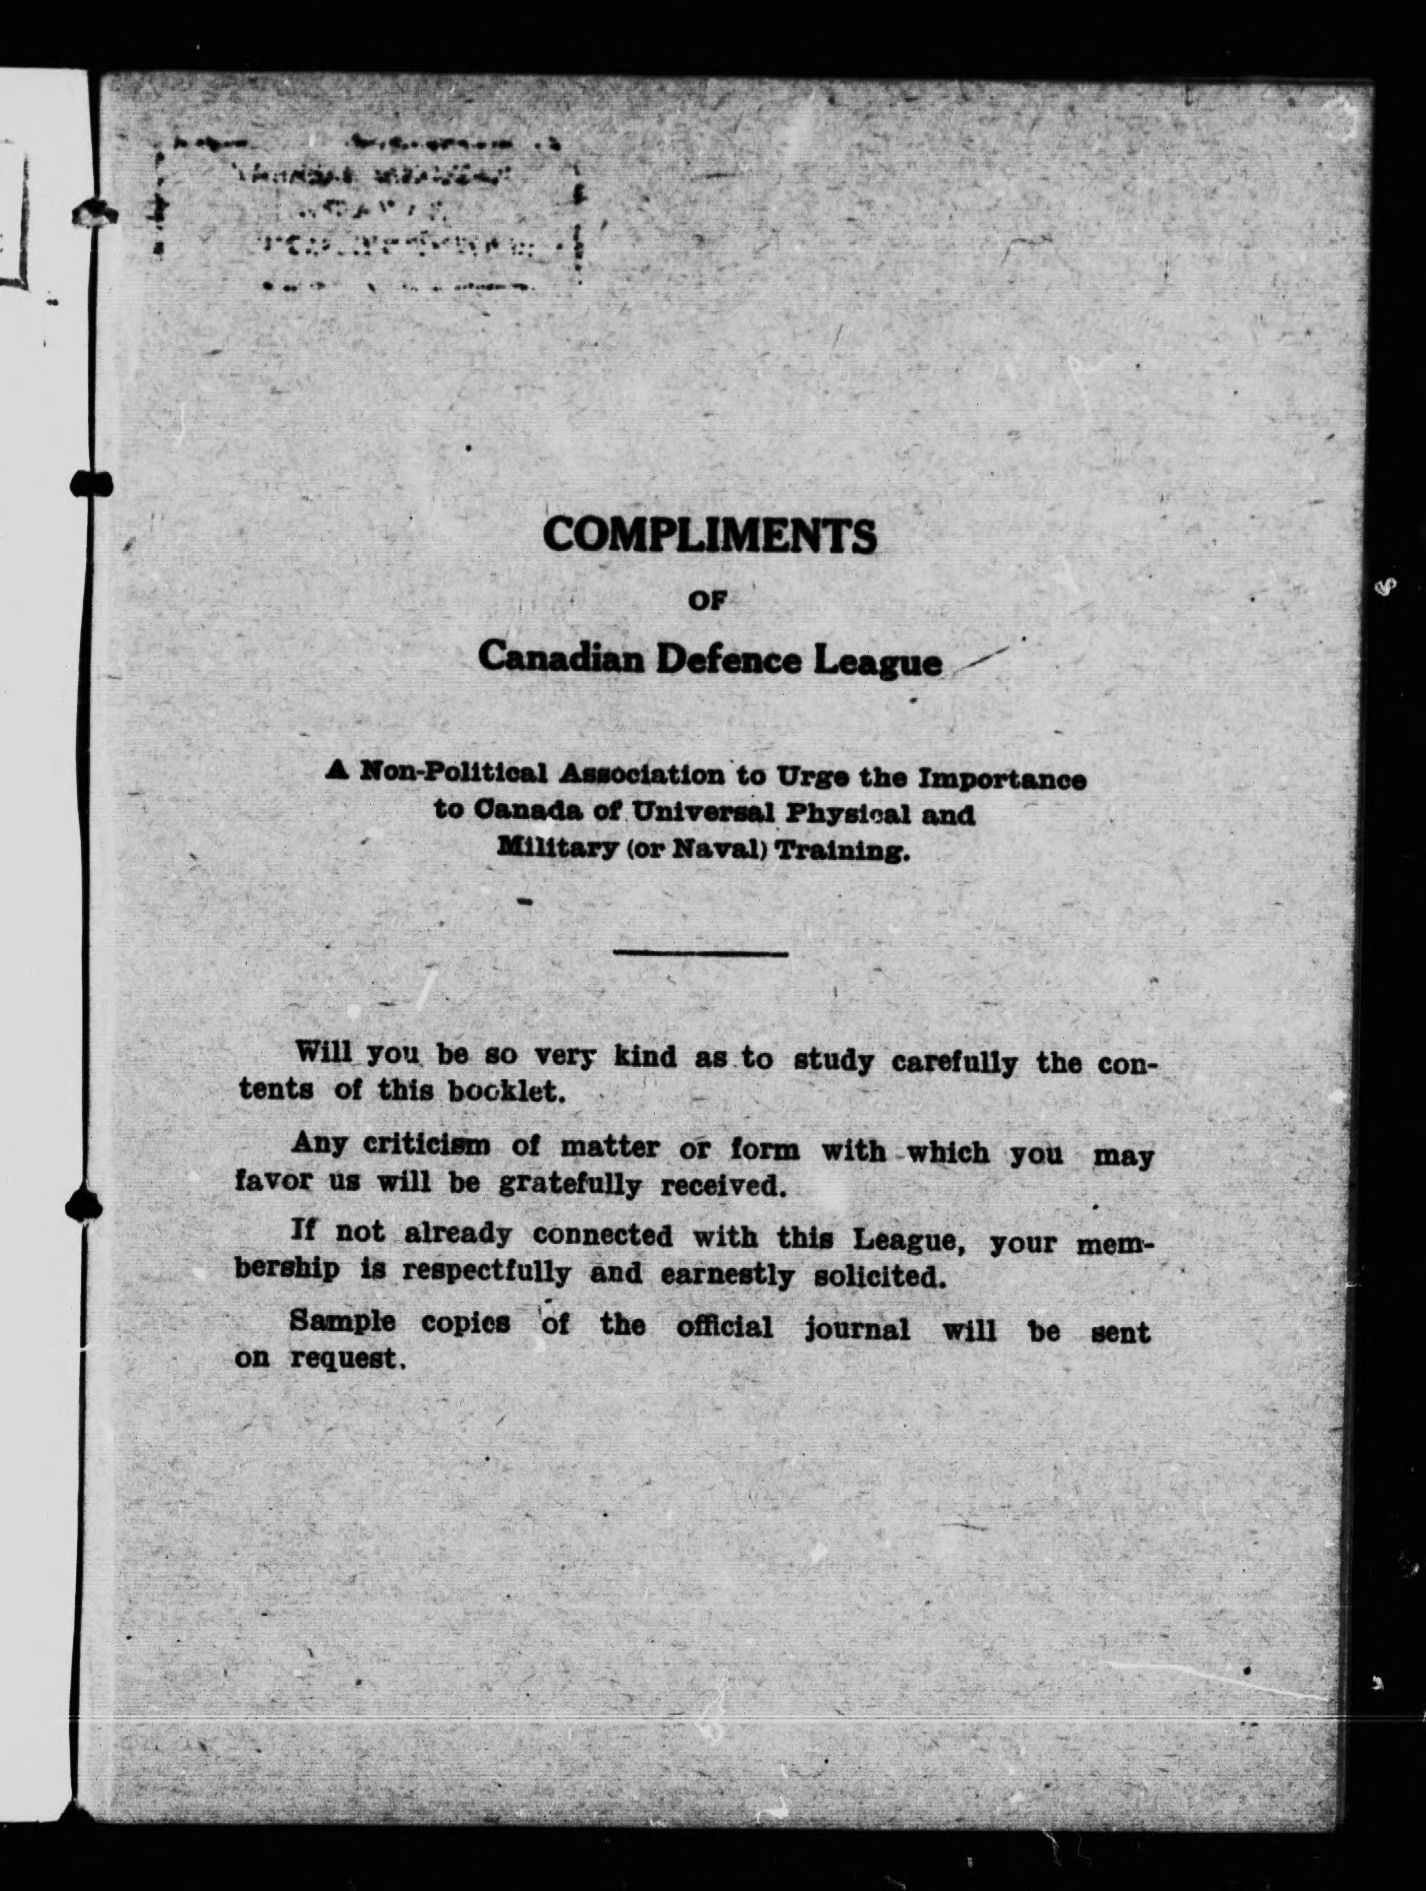 COMPLIMENTS
OF
Canadian Defence League
A Non-Political Association to Urge the Importance
to Canada of Universal Physical and
Military (or Naval) Training.
Will you be so very kind as to study carefully the con-
tents of this booklet.
Any criticism of matter or form with which you may
favor us will be gratefully received.
If not already connected with this League, your mem-
bership is respectfully and earnestly solicited.
Sample copies of the official journal will be sent
on request.